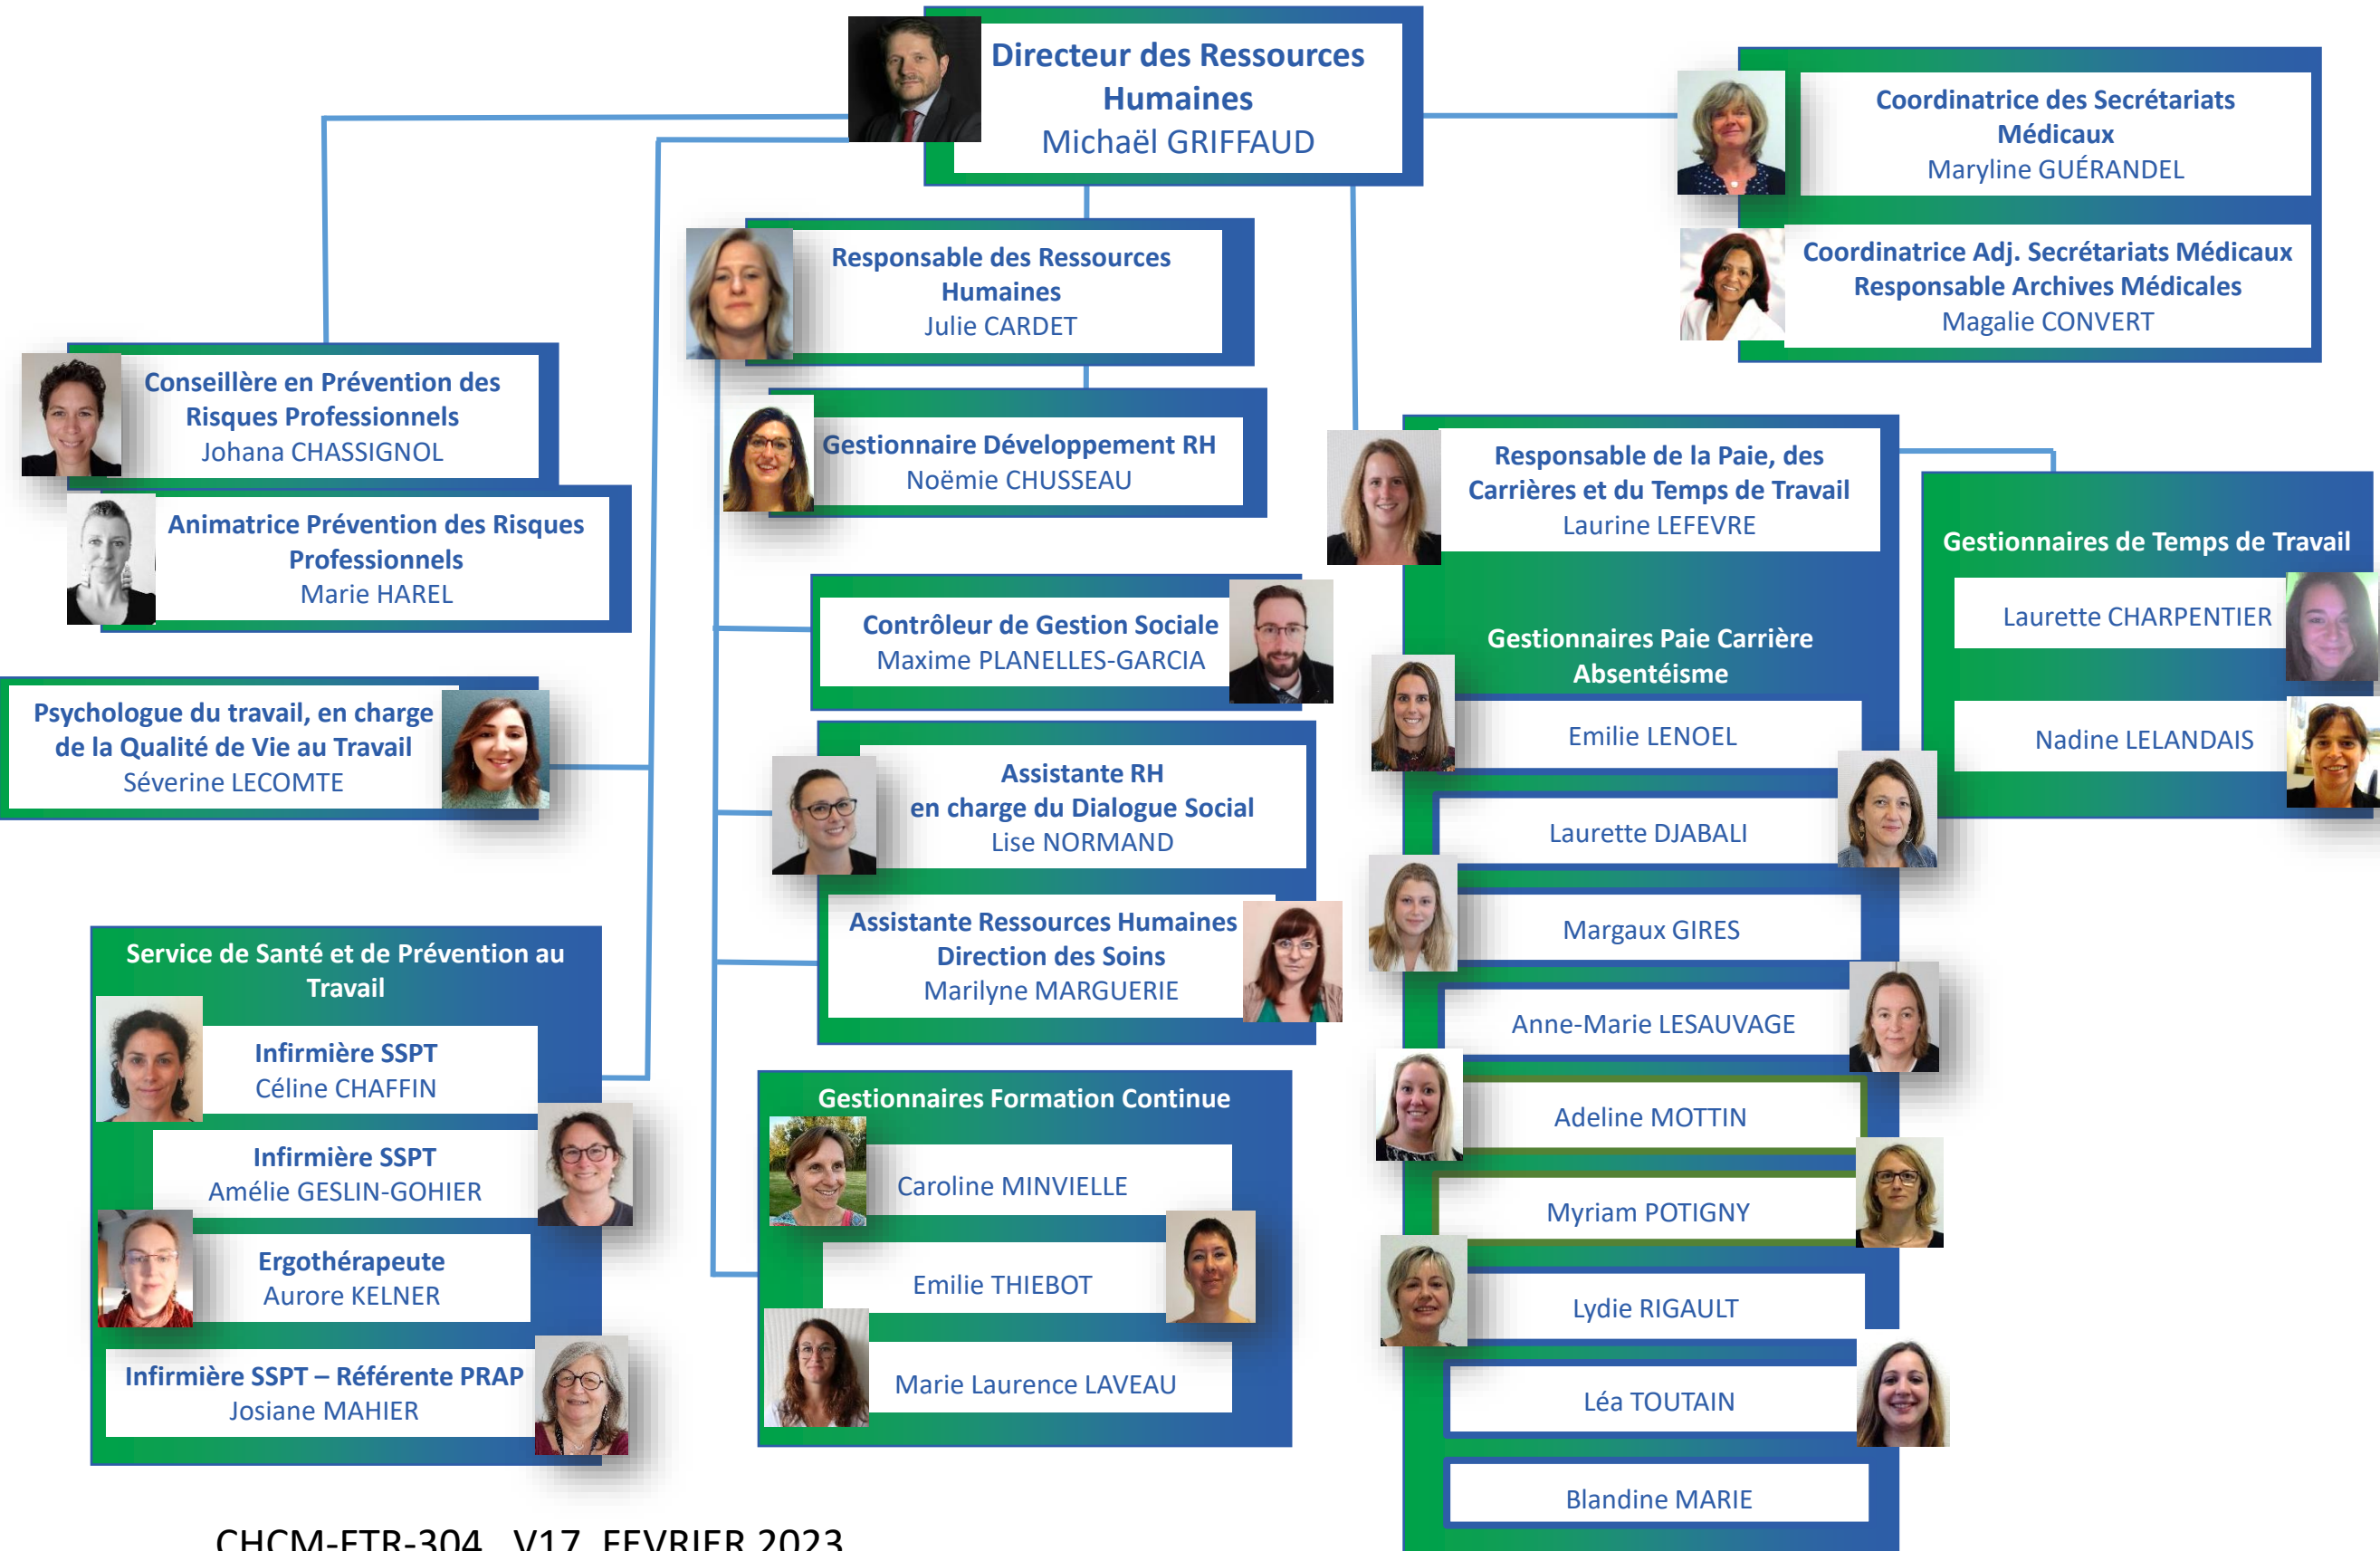 Directeur des Ressources
Humaines
Michaël GRIFFAUD
Coordinatrice des Secrétariats
Médicaux
Maryline GUÉRANDEL
Coordinatrice Adj. Secrétariats Médicaux
Responsable Archives Médicales
Magalie CONVERT
Responsable des Ressources
Humaines
Julie CARDET
Conseillère en Prévention des
Risques Professionnels
Johana CHASSIGNOL
Animatrice Prévention des Risques
Professionnels
Marie HAREL
Gestionnaire Développement RH
Noëmie CHUSSEAU
Responsable de la Paie, des
Carrières et du Temps de Travail
Laurine LEFEVRE
Gestionnaires de Temps de Travail
Laurette CHARPENTIER
Nadine LELANDAIS
Contrôleur de Gestion Sociale
Maxime PLANELLES-GARCIA
Psychologue du travail, en charge
de la Qualité de Vie au Travail
Séverine LECOMTE
Assistante RH
en charge du Dialogue Social
Lise NORMAND
Assistante Ressources Humaines
Direction des Soins
Marilyne MARGUERIE
Gestionnaires Paie Carrière
Absentéisme
Emilie LENOEL
Laurette DJABALI
Margaux GIRES
Anne-Marie LESAUVAGE
Adeline MOTTIN
Myriam POTIGNY
Lydie RIGAULT
Léa TOUTAIN
Blandine MARIE
Service de Santé et de Prévention au
Travail
Infirmière SSPT
Céline CHAFFIN
Infirmière SSPT
Amélie GESLIN-GOHIER
Ergothérapeute
Aurore KELNER
Infirmière SSPT – Référente PRAP
Josiane MAHIER
Gestionnaires Formation Continue
Caroline MINVIELLE
Emilie THIEBOT
Marie Laurence LAVEAU
CHCM-ETR-304 V17 FEVRIER 2023